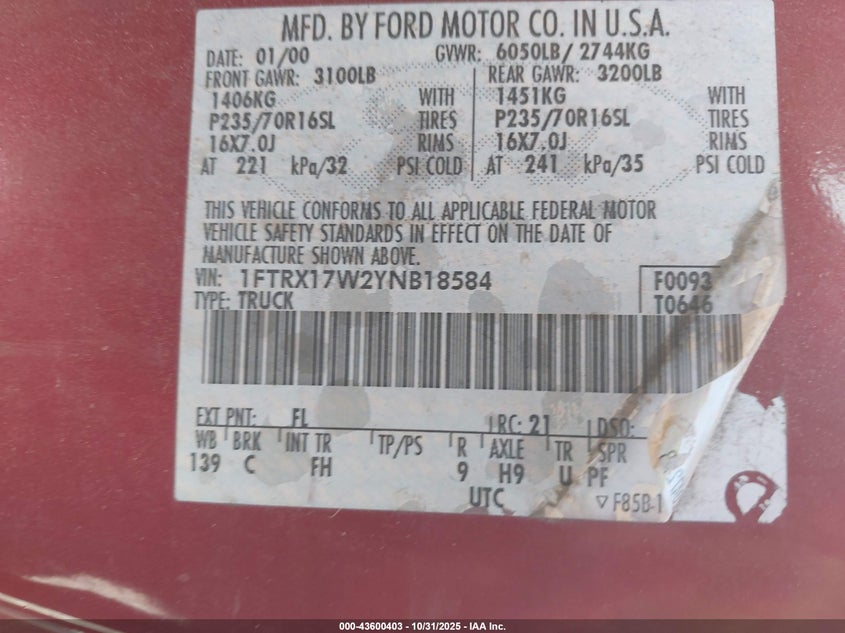 MFD. BY FORD MOTOR CO. IN U.S.A.
DATE: 01/00 GVWR: 6050LB/ 2744KG
FRONT GAWR: 3100LB REAR GAWR: 3200LB
1406KG WITH 1451KG WITH
P235/70R16SL TIRES P235/70R16SL TIRES
16X7.0J RIMS 16X7.0J RIMS
AT 221 kPa/32 PSI COLD AT 241 kPa/35 PSI COLD
THIS VEHICLE CONFORMS TO ALL APPLICABLE FEDERAL MOTOR
VEHICLE SAFETY STANDARDS IN EFFECT ON THE DATE OF
MANUFACTURE SHOWN ABOVE.
VIN: 1FTRX17W2YNB18584 F0093
TYPE: TRUCK T0646
EXT PNT: FL RC: 21 DSO:
WB BRK INT TR TP/PS R AXLE TR SPR
139 C FH 9 H9 U PF
UTC ▽ F85B-1
000-43600403 - 10/31/2025 - IAA Inc.